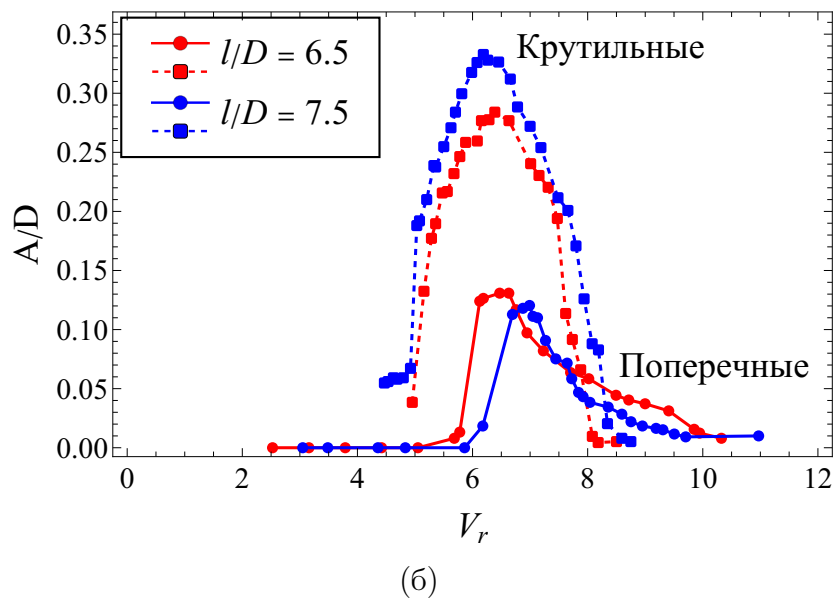 0.35
0.30
0.25
0.20
0.15
0.10
0.05
0.00
A/D
l/D = 6.5
l/D = 7.5
Крутильные
Поперечные
0 2 4 6 8 10 12
V_r
(б)